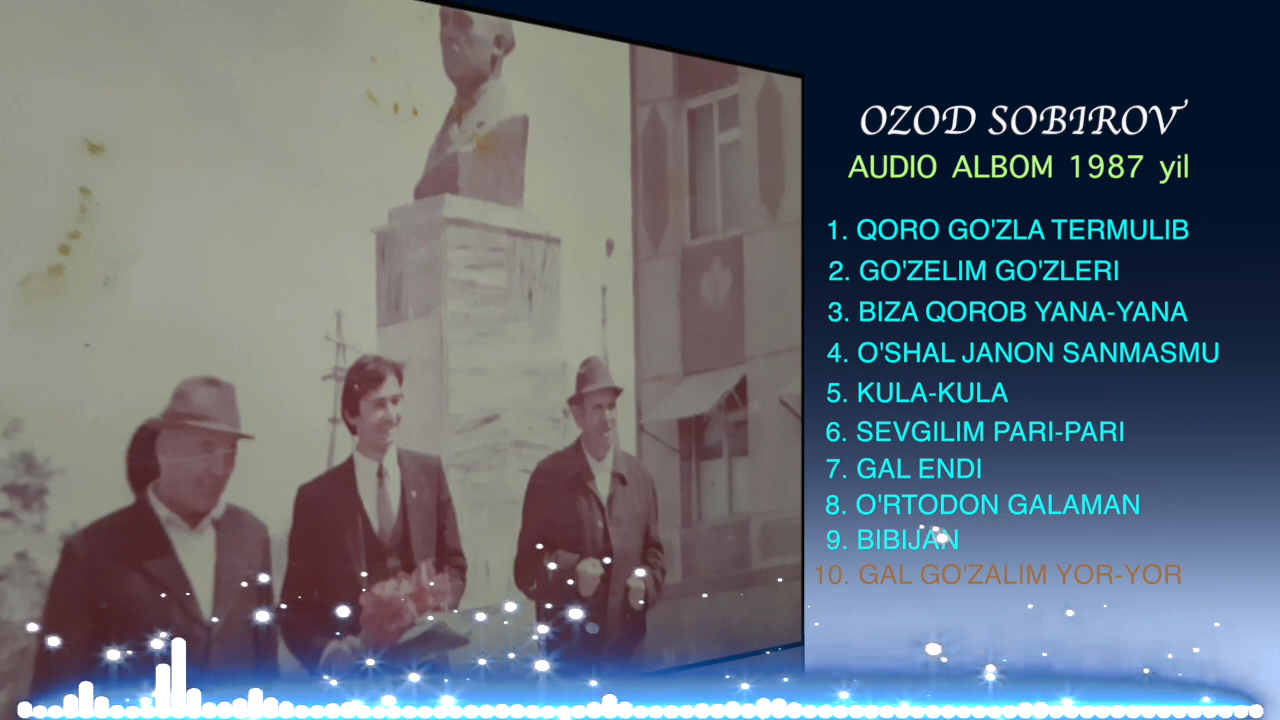 OZOD SOBIROV
AUDIO ALBOM 1987 yil
1. QORO GO'ZLA TERMULIB
2. GO'ZELIM GO'ZLERI
3. BIZA QOROB YANA-YANA
4. O'SHAL JANON SANMASMU
5. KULA-KULA
6. SEVGILIM PARI-PARI
7. GAL ENDI
8. O'RTODON GALAMAN
9. BIBIJAN
10. GAL GO'ZALIM YOR-YOR